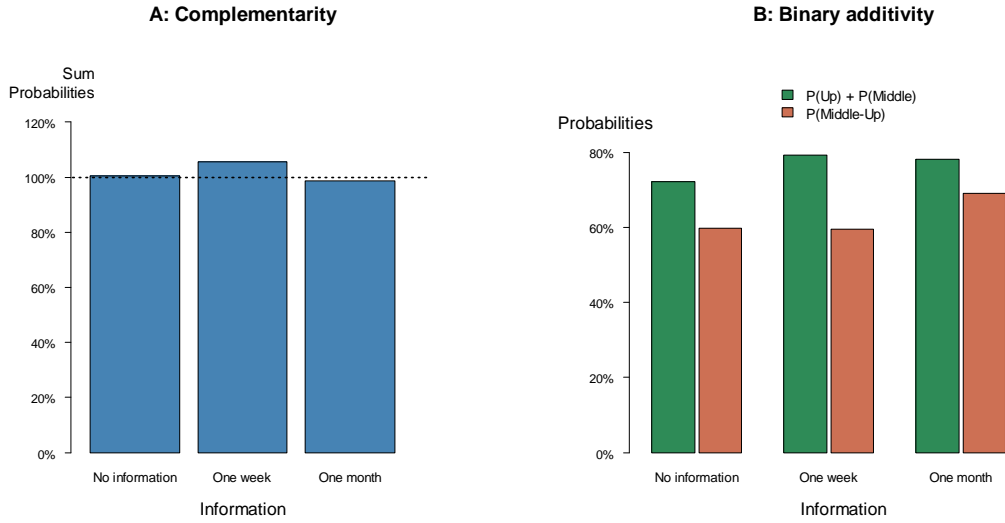 A: Complementarity
Sum
Probabilities
120%
100%
80%
60%
40%
20%
0%
No information One week One month
Information
B: Binary additivity
P(Up) + P(Middle)
P(Middle-Up)
Probabilities
80%
60%
40%
20%
0%
No information One week One month
Information